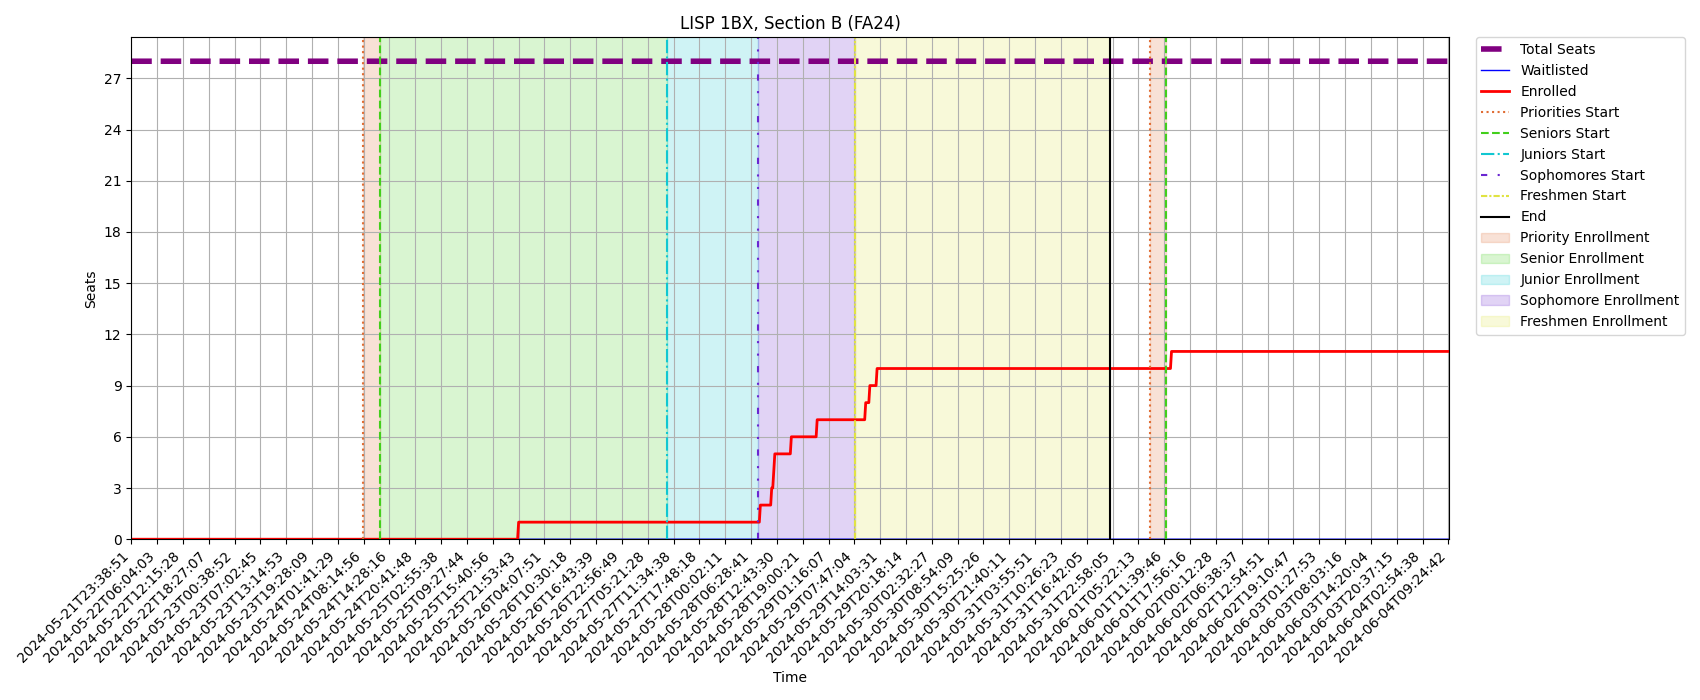 LISP 1BX, Section B (FA24)
Total Seats
Waitlisted
Enrolled
Priorities Start
Seniors Start
Juniors Start
Sophomores Start
Freshmen Start
End
Priority Enrollment
Senior Enrollment
Junior Enrollment
Sophomore Enrollment
Freshmen Enrollment
Seats
27
24
21
18
15
12
9
6
3
0
2024-05-21T23:38:51
2024-05-22T06:04:03
2024-05-22T12:15:28
2024-05-22T18:27:07
2024-05-23T00:38:52
2024-05-23T07:02:45
2024-05-23T13:14:53
2024-05-23T19:28:09
2024-05-24T01:41:29
2024-05-24T08:14:56
2024-05-24T14:28:16
2024-05-24T20:41:48
2024-05-25T02:55:38
2024-05-25T09:27:44
2024-05-25T15:40:56
2024-05-25T21:53:43
2024-05-26T04:07:51
2024-05-26T10:30:18
2024-05-26T16:43:39
2024-05-26T22:56:49
2024-05-27T05:21:28
2024-05-27T11:34:38
2024-05-27T17:48:18
2024-05-28T00:02:11
2024-05-28T06:28:41
2024-05-28T12:43:30
2024-05-28T19:00:21
2024-05-29T01:16:07
2024-05-29T07:47:04
2024-05-29T14:03:31
2024-05-29T20:18:14
2024-05-30T02:32:27
2024-05-30T08:54:09
2024-05-30T15:25:26
2024-05-30T21:40:11
2024-05-31T03:55:51
2024-05-31T10:26:23
2024-05-31T16:42:05
2024-05-31T22:58:05
2024-06-01T05:22:13
2024-06-01T11:39:46
2024-06-01T17:56:16
2024-06-02T00:12:28
2024-06-02T06:38:37
2024-06-02T12:54:51
2024-06-02T19:10:47
2024-06-03T01:27:53
2024-06-03T08:03:16
2024-06-03T14:20:04
2024-06-03T20:37:15
2024-06-04T02:54:38
2024-06-04T09:24:42
Time